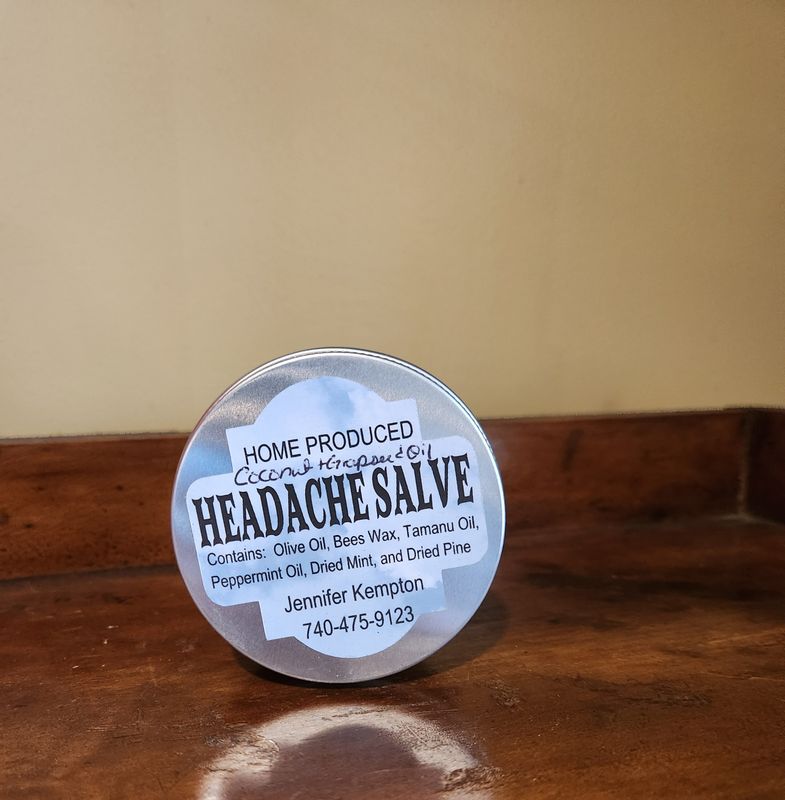 HOME PRODUCED
Coconut + Grapseed Oil
HEADACHE SALVE
Contains: Olive Oil, Bees Wax, Tamanu Oil,
Peppermint Oil, Dried Mint, and Dried Pine
Jennifer Kempton
740-475-9123